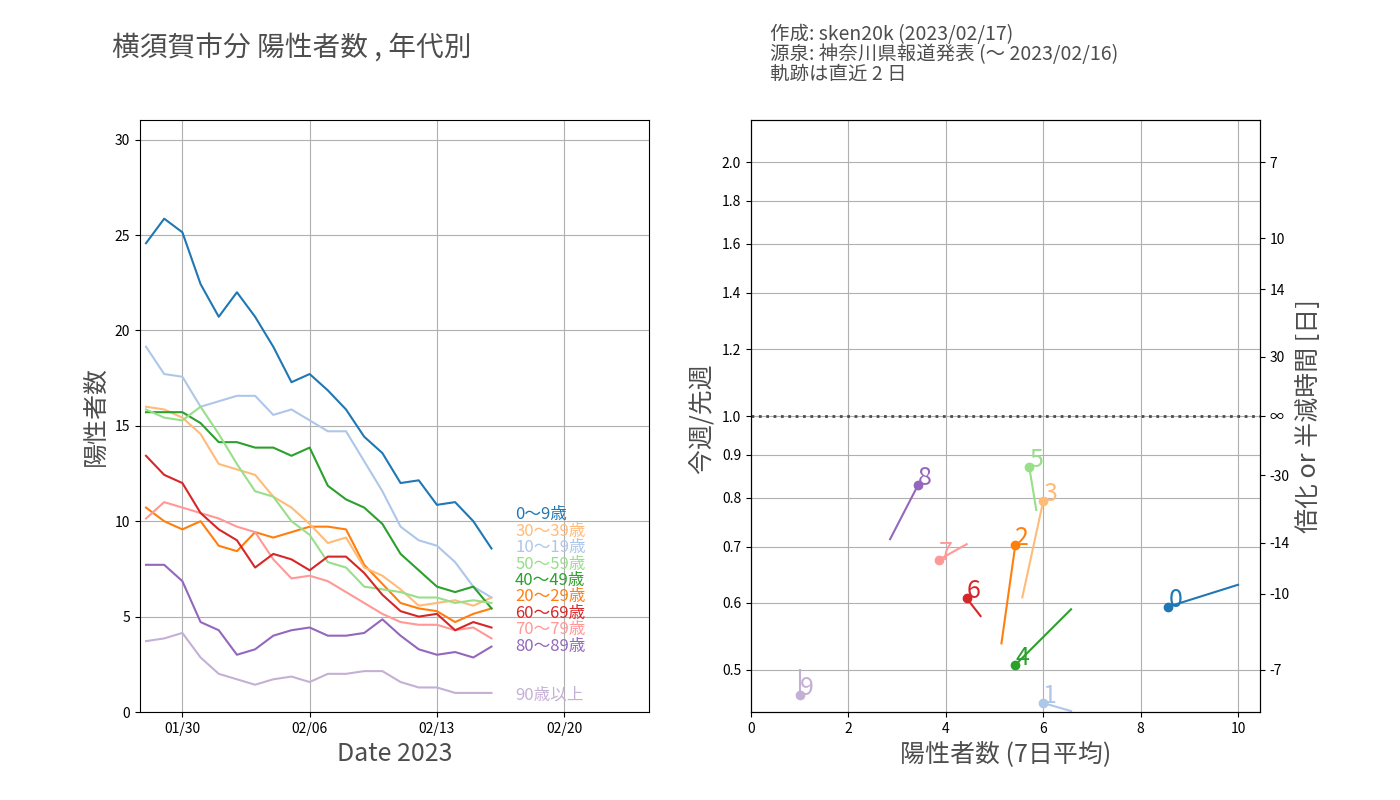 横須賀市分 陽性者数 , 年代別
作成: sken20k (2023/02/17)
源泉: 神奈川県報道発表 (～ 2023/02/16)
軌跡は直近 2 日
陽性者数
30
25
20
15
10
5
0
01/30
02/06
02/13
02/20
Date 2023
0～9歳
30～39歳
10～19歳
50～59歳
40～49歳
20～29歳
60～69歳
70～79歳
80～89歳
90歳以上
今週/先週
2.0
1.8
1.6
1.4
1.2
1.0
0.9
0.8
0.7
0.6
0.5
5
8
3
2
7
6
0
4
9
1
0
2
4
6
8
10
陽性者数 (7日平均)
7
10
14
30
∞
-30
-14
-10
-7
倍化 or 半減時間 [日]